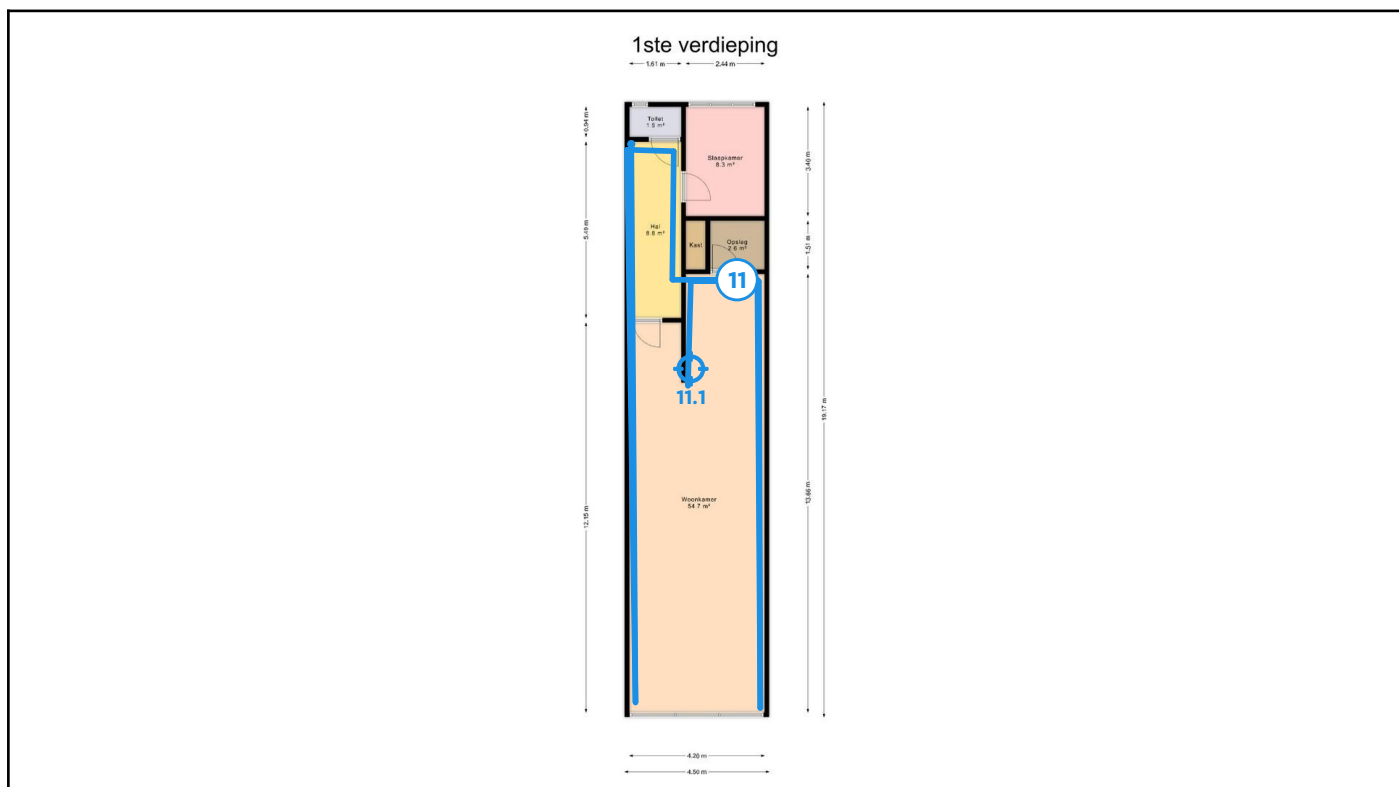 1ste verdieping
1.61 m
2.44 m
0.94 m
Toilet
1.5 m²
Slaapkamer
8.3 m²
3.40 m
5.49 m
Hal
8.8 m²
Kast
Opslag
2.6 m²
1.51 m
11
11.1
19.17 m
Woonkamer
54.7 m²
13.66 m
12.15 m
4.20 m
4.50 m